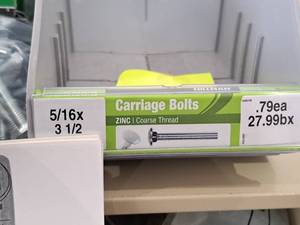 5/16x
3 1/2
Carriage Bolts
ZINC | Coarse Thread
.79ea
27.99bx